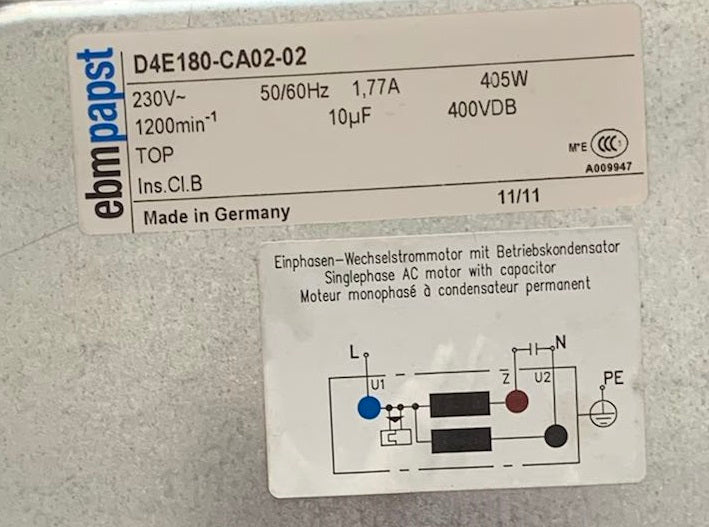 ebmpapst
D4E180-CA02-02
230V~ 50/60Hz 1,77A 405W
1200min-1 10µF 400VDB
TOP
M*E CCC
Ins.Cl.B A009947
Made in Germany 11/11
Einphasen-Wechselstrommotor mit Betriebskondensator
Singlephase AC motor with capacitor
Moteur monophasé à condensateur permanent
L N
U1 Z U2 PE